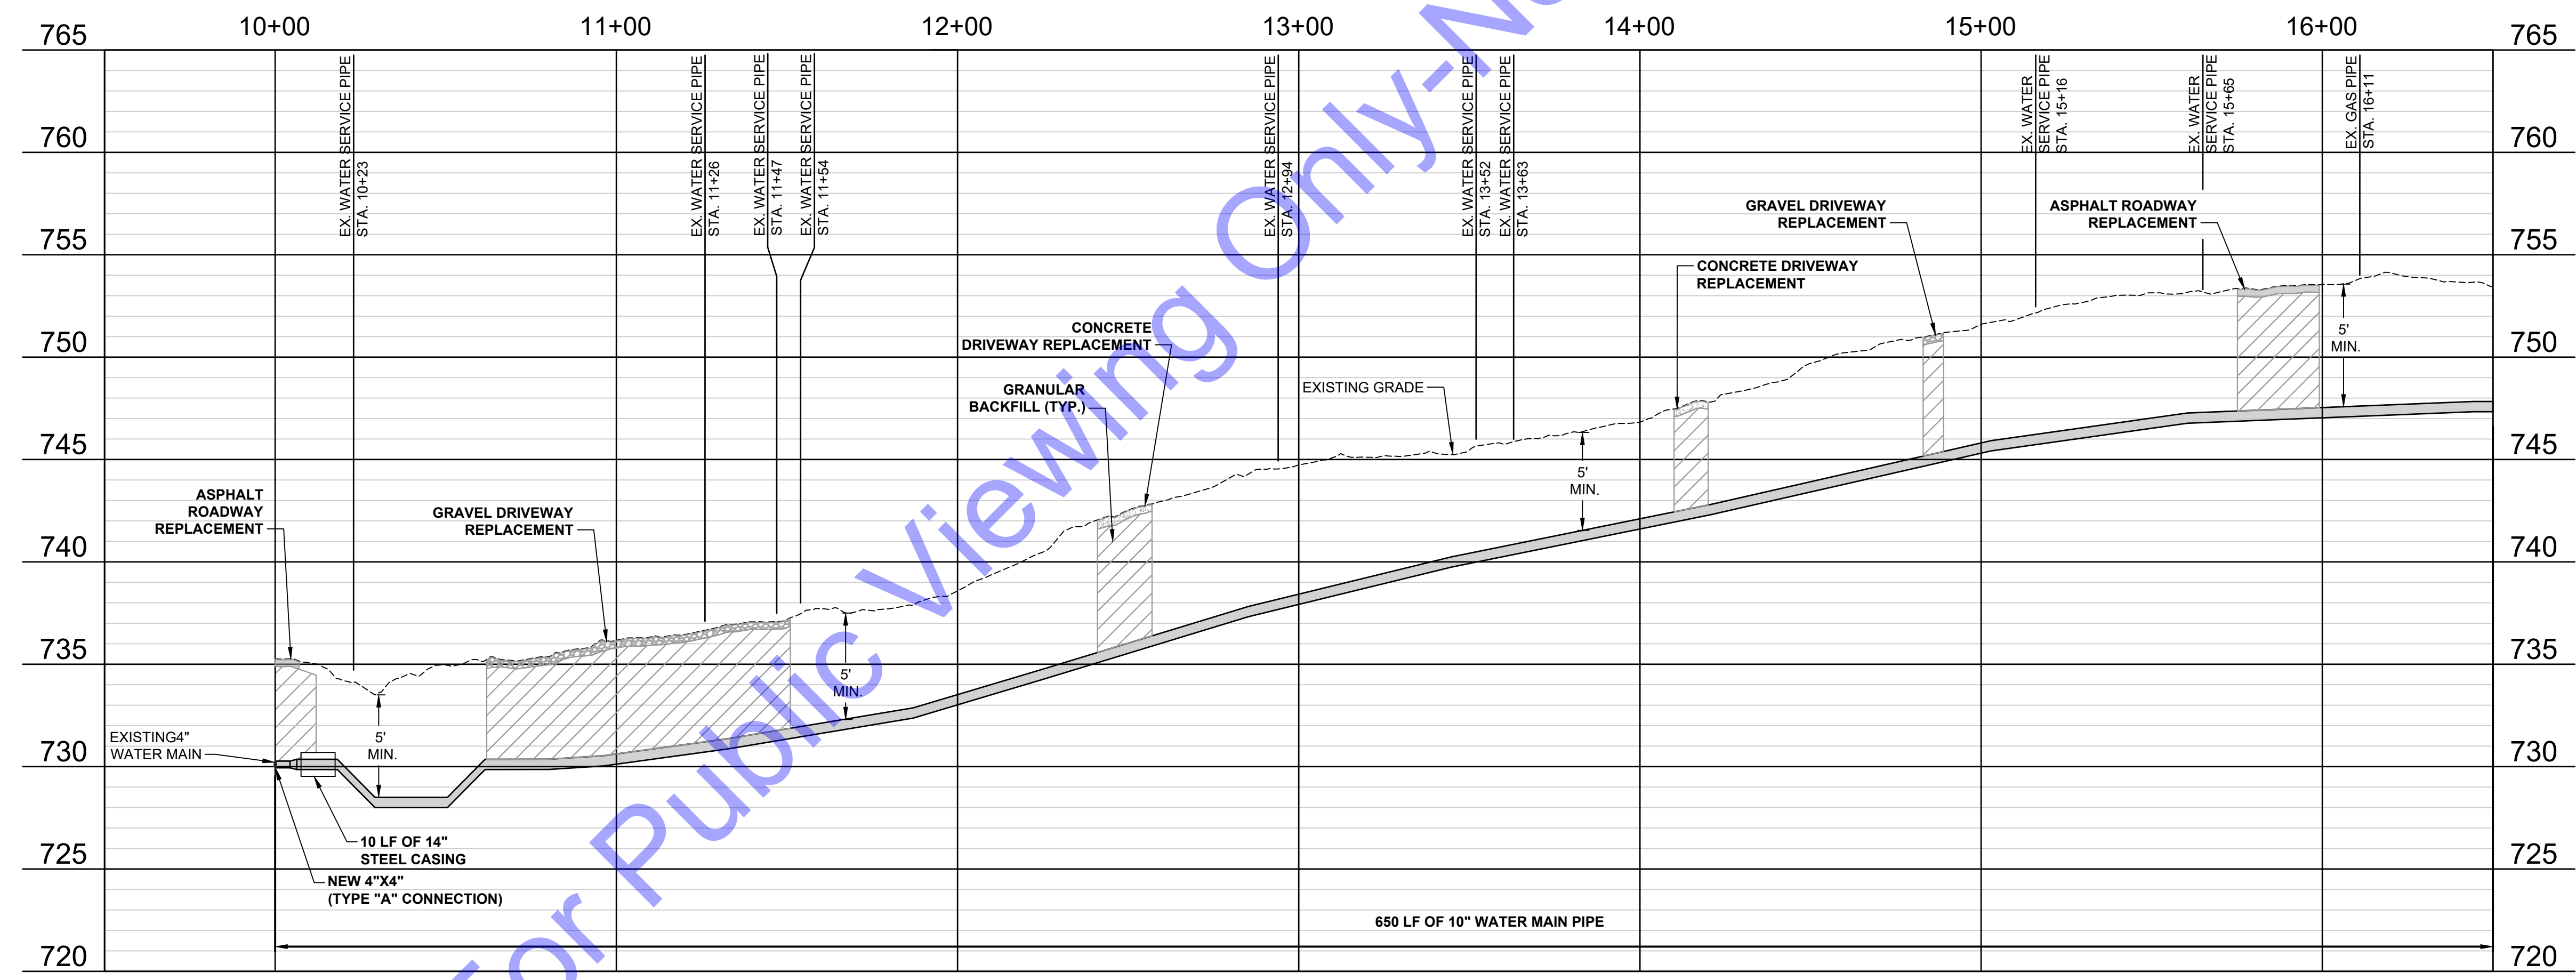 10+00 11+00 12+00 13+00 14+00 15+00 16+00
765 765
760 760
755 755
750 750
745 745
740 740
735 735
730 730
725 725
720 720
EX. WATER SERVICE PIPE
STA. 10+23
EX. WATER SERVICE PIPE
STA. 11+26
EX. WATER SERVICE PIPE
STA. 11+47
EX. WATER SERVICE PIPE
STA. 11+54
EX. WATER SERVICE PIPE
STA. 12+94
EX. WATER SERVICE PIPE
STA. 13+52
EX. WATER SERVICE PIPE
STA. 13+63
EX. WATER
SERVICE PIPE
STA. 15+16
EX. WATER
SERVICE PIPE
STA. 15+65
EX. GAS PIPE
STA. 16+11
GRAVEL DRIVEWAY
REPLACEMENT
ASPHALT ROADWAY
REPLACEMENT
CONCRETE DRIVEWAY
REPLACEMENT
CONCRETE
DRIVEWAY REPLACEMENT
GRANULAR
BACKFILL (TYP.)
EXISTING GRADE
5'
MIN.
5'
MIN.
ASPHALT
ROADWAY
REPLACEMENT
GRAVEL DRIVEWAY
REPLACEMENT
5'
MIN.
EXISTING4"
WATER MAIN
5'
MIN.
10 LF OF 14"
STEEL CASING
NEW 4"X4"
(TYPE "A" CONNECTION)
650 LF OF 10" WATER MAIN PIPE
For Public Viewing Only-No